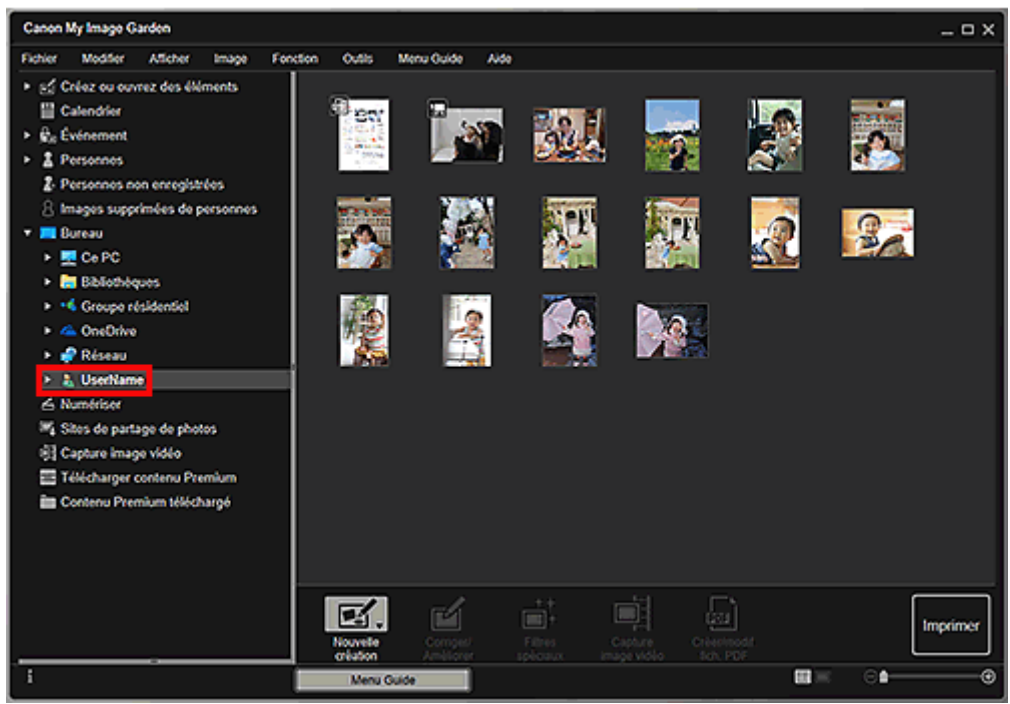 Canon My Image Garden
Fichier Modifier Afficher Image Fonction Outils Menu Guide Aide
Créez ou ouvrez des éléments
Calendrier
Événement
Personnes
Personnes non enregistrées
Images supprimées de personnes
Bureau
Ce PC
Bibliothèques
Groupe résidentiel
OneDrive
Réseau
UserName
Numériser
Sites de partage de photos
Capture image vidéo
Télécharger contenu Premium
Contenu Premium téléchargé
Nouvelle création
Corriger/ Améliorer
Filtres spéciaux
Capture image vidéo
PDF
Créer/modif fich. PDF
Imprimer
Menu Guide